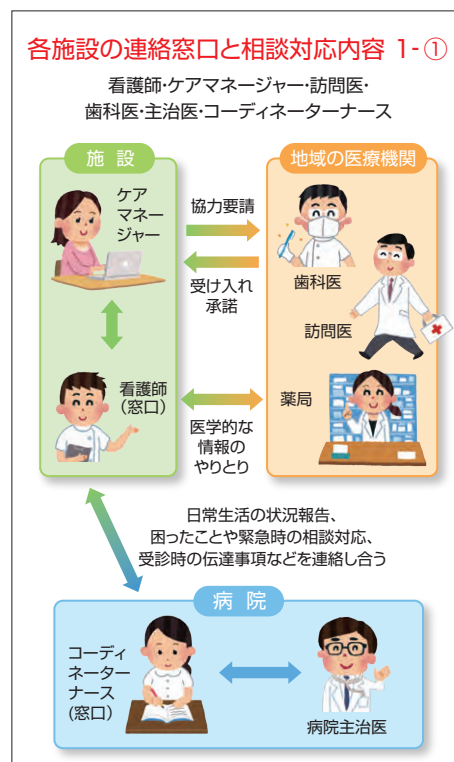 各施設の連絡窓口と相談対応内容 1-①
看護師・ケアマネージャー・訪問医・
歯科医・主治医・コーディネーターナース
施設
地域の医療機関
ケア
マネー
ジャー
協力要請
受け入れ
承諾
歯科医
訪問医
看護師
(窓口)
医学的な
情報の
やりとり
薬局
日常生活の状況報告、
困ったことや緊急時の相談対応、
受診時の伝達事項などを連絡し合う
病院
コーディ
ネーター
ナース
(窓口)
病院主治医